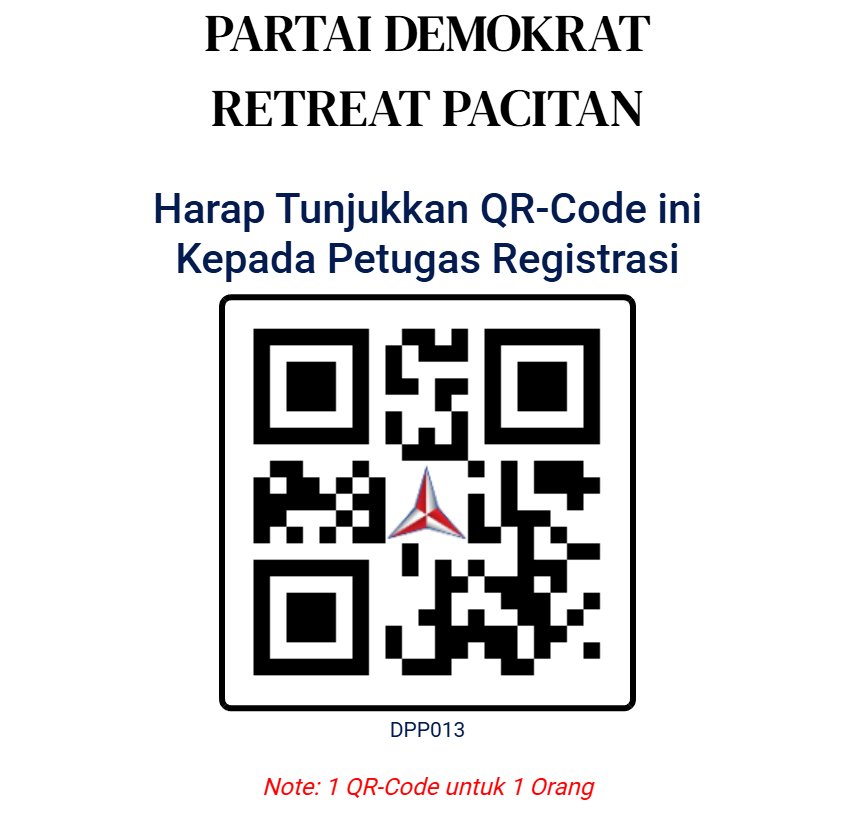 PARTAI DEMOKRAT
RETREAT PACITAN
Harap Tunjukkan QR-Code ini
Kepada Petugas Registrasi
DPP013
Note: 1 QR-Code untuk 1 Orang